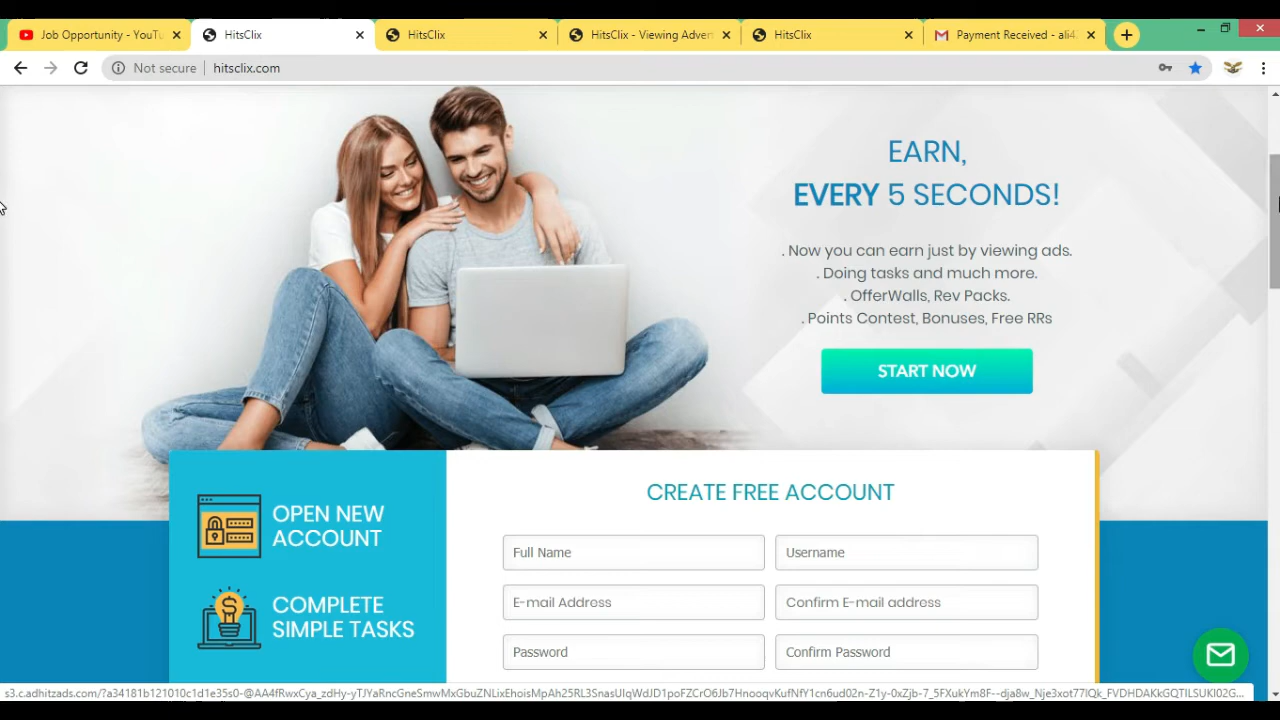 Job Opportunity - YouTu
HitsClix
HitsClix
HitsClix - Viewing Adver
HitsClix
Payment Received - ali4
Not secure
hitsclix.com
EARN,
EVERY 5 SECONDS!
. Now you can earn just by viewing ads.
. Doing tasks and much more.
. OfferWalls, Rev Packs.
. Points Contest, Bonuses, Free RRs
START NOW
OPEN NEW
ACCOUNT
COMPLETE
SIMPLE TASKS
CREATE FREE ACCOUNT
Full Name
Username
E-mail Address
Confirm E-mail address
Password
Confirm Password